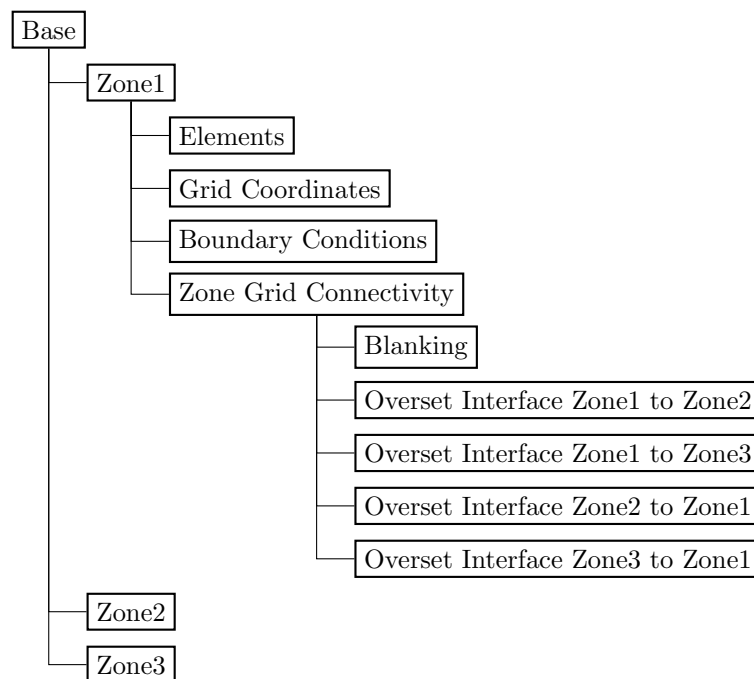 Base
Zone1
Elements
Grid Coordinates
Boundary Conditions
Zone Grid Connectivity
Blanking
Overset Interface Zone1 to Zone2
Overset Interface Zone1 to Zone3
Overset Interface Zone2 to Zone1
Overset Interface Zone3 to Zone1
Zone2
Zone3